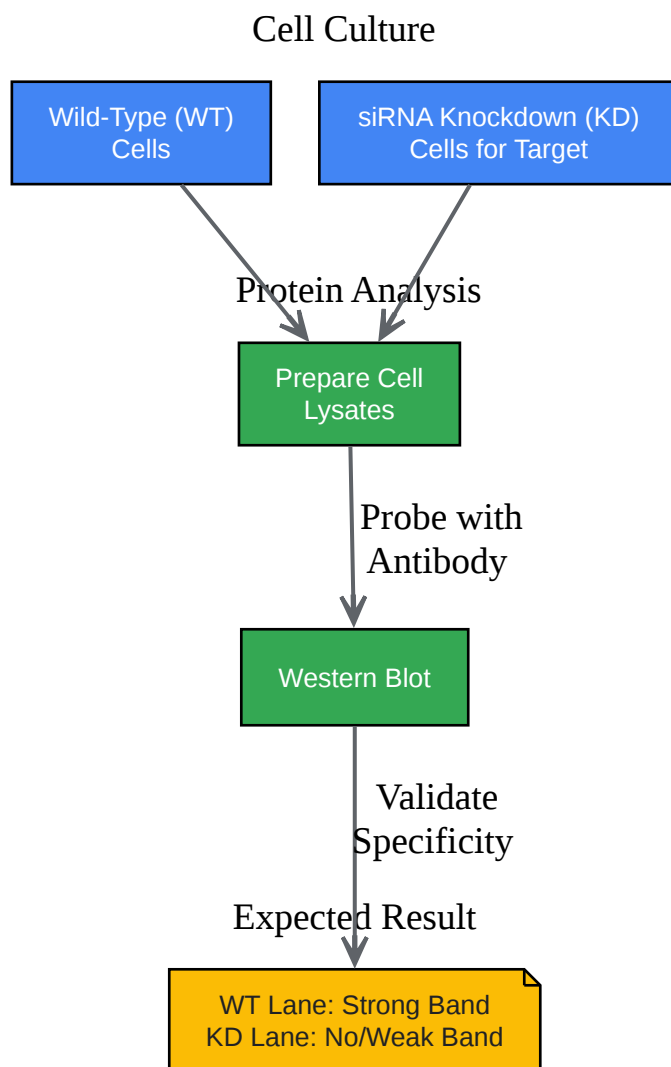 Cell Culture
Wild-Type (WT)
Cells
siRNA Knockdown (KD)
Cells for Target
Protein Analysis
Prepare Cell
Lysates
Probe with
Antibody
Western Blot
Validate
Specificity
Expected Result
WT Lane: Strong Band
KD Lane: No/Weak Band